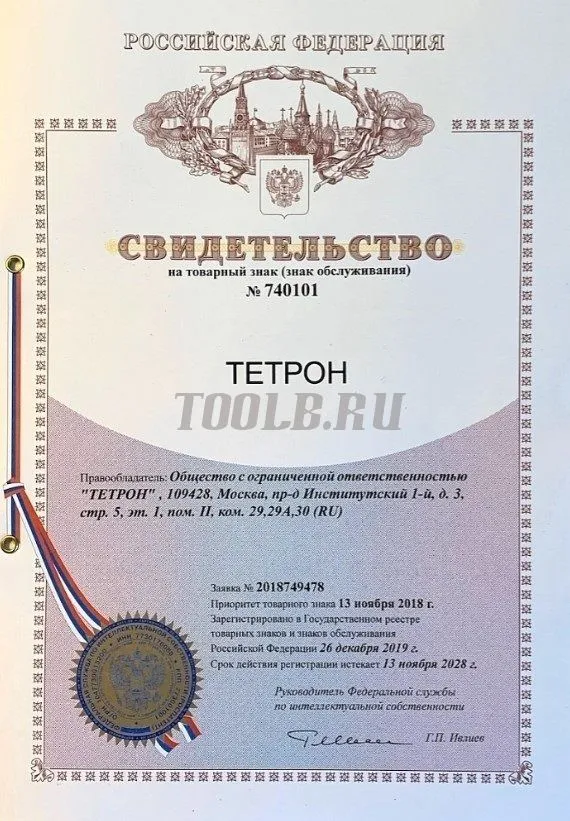 РОССИЙСКАЯ ФЕДЕРАЦИЯ
СВИДЕТЕЛЬСТВО
на товарный знак (знак обслуживания)
№ 740101
ТЕТРОН
TOOLB.RU
Правообладатель: Общество с ограниченной ответственностью
"ТЕТРОН" , 109428, Москва, пр-д Институтский 1-й, д. 3,
стр. 5, эт. 1, пом. II, ком. 29,29А,30 (RU)
Заявка № 2018749478
Приоритет товарного знака 13 ноября 2018 г.
Зарегистрировано в Государственном реестре
товарных знаков и знаков обслуживания
Российской Федерации 26 декабря 2019 г.
Срок действия регистрации истекает 13 ноября 2028 г.
Руководитель Федеральной службы
по интеллектуальной собственности
Г.П. Ивлиев